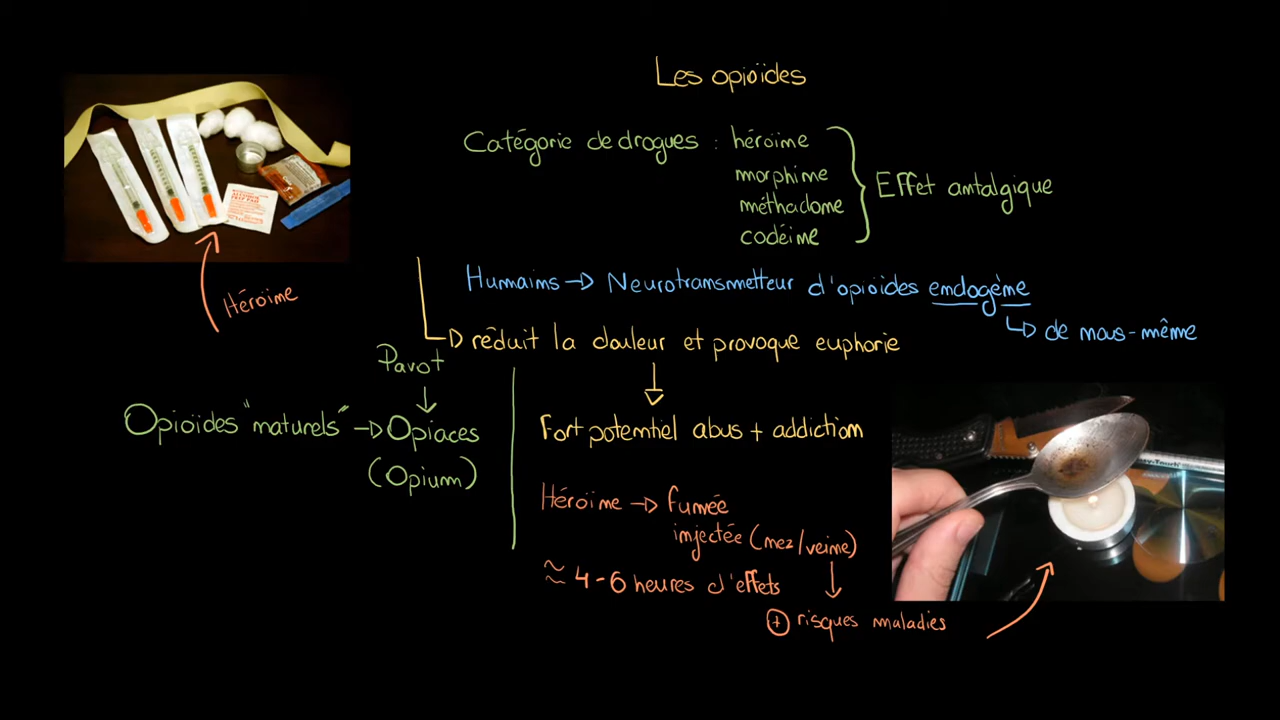 Les opioïdes
Catégorie de drogues : héroïne
morphine
méthadone
codéine
Effet antalgique
Humains → Neurotransmetteur d'opioïdes endogène
↳ de nous-même
↳ réduit la douleur et provoque euphorie
Héroïne
Pavot
Opioïdes "naturels" → Opiaces
(Opium)
Fort potentiel abus + addiction
Héroïne → fumée
injectée (nez/veine)
≈ 4-6 heures d'effets
⊕ risques maladies